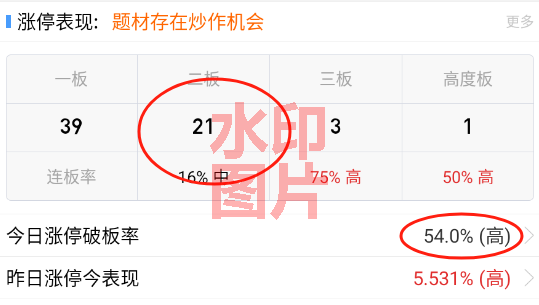 涨停表现: 题材存在炒作机会 更多
一板 二板 三板 高度板
39 21 3 1
连板率 16% 中 75% 高 50% 高
水印
图片
今日涨停破板率 54.0% (高)
昨日涨停今表现 5.531% (高)